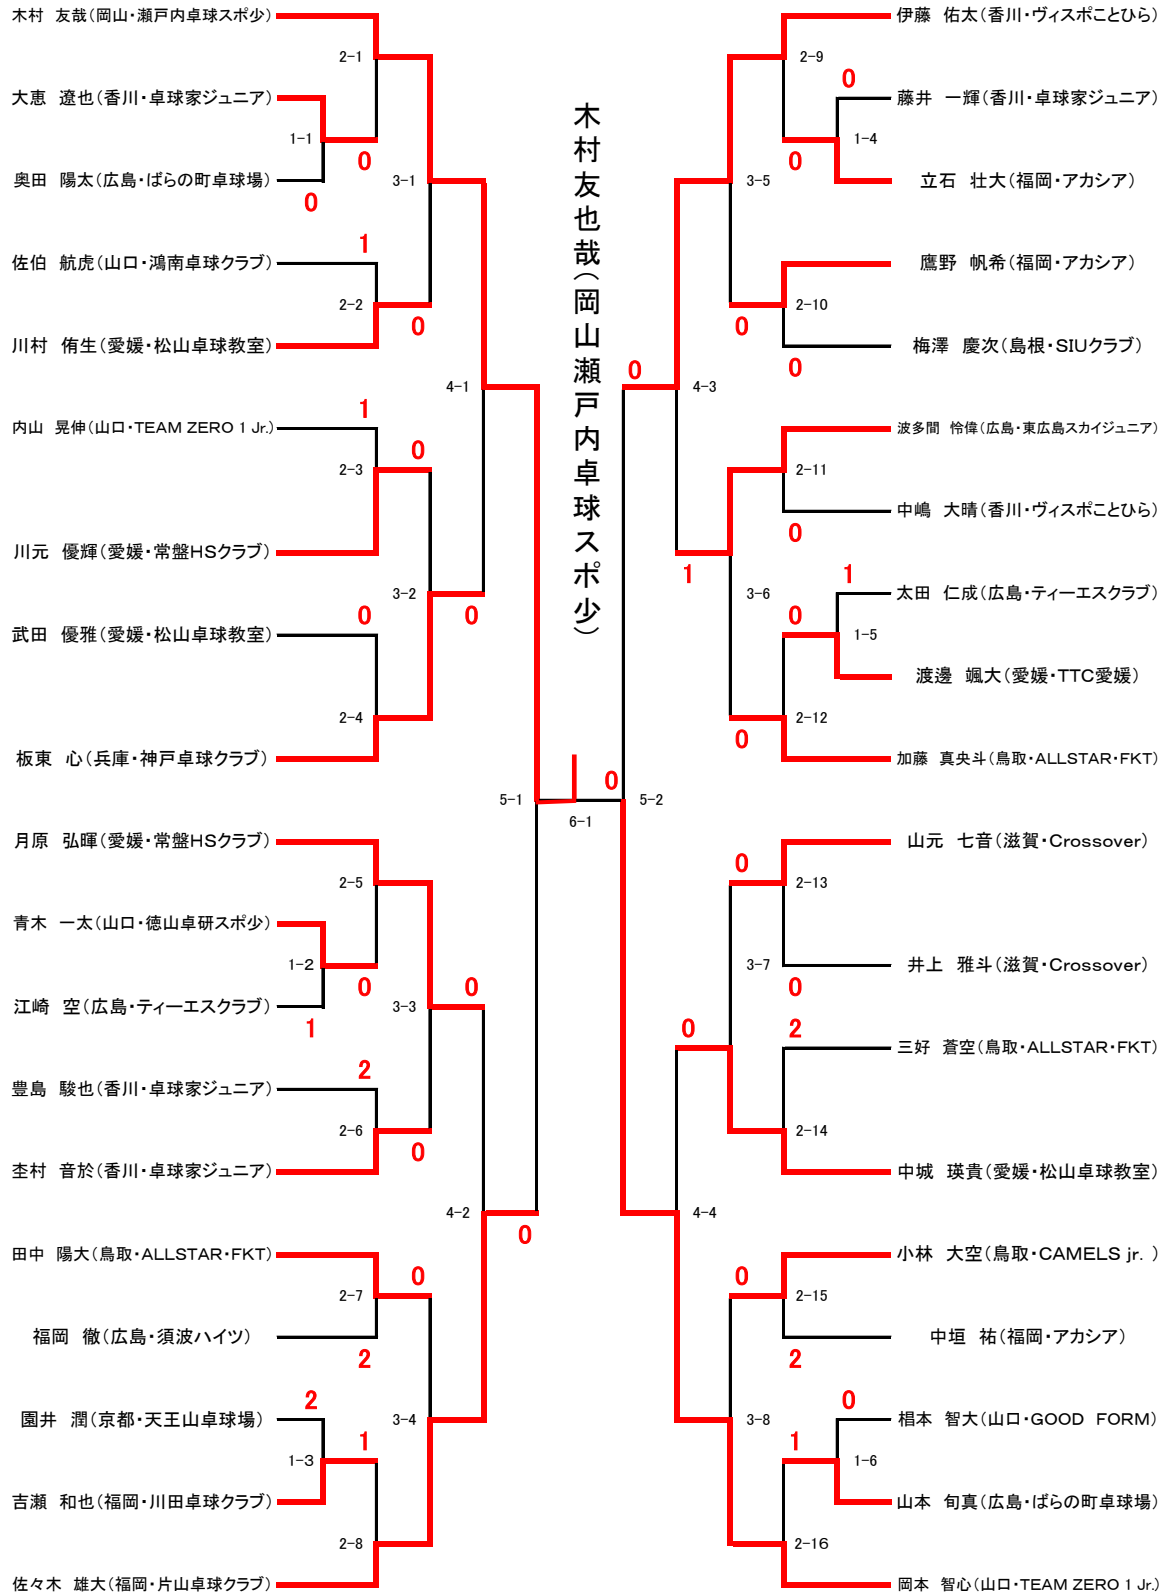 木村 友哉(岡山・瀬戸内卓球スポ少)
2-1
大恵 遼也(香川・卓球家ジュニア)
1-1
0
奥田 陽太(広島・ばらの町卓球場)
0
3-1
佐伯 航虎(山口・鴻南卓球クラブ)
1
2-2
0
川村 侑生(愛媛・松山卓球教室)
4-1
内山 晃伸(山口・TEAM ZERO 1 Jr.)
1
0
2-3
川元 優輝(愛媛・常盤HSクラブ)
3-2
0
武田 優雅(愛媛・松山卓球教室)
0
2-4
板東 心(兵庫・神戸卓球クラブ)
5-1
月原 弘暉(愛媛・常盤HSクラブ)
2-5
青木 一太(山口・徳山卓研スポ少)
1-2
0
江崎 空(広島・ティーエスクラブ)
1
3-3
0
豊島 駿也(香川・卓球家ジュニア)
2
2-6
0
杢村 音於(香川・卓球家ジュニア)
4-2
0
田中 陽大(鳥取・ALLSTAR・FKT)
0
2-7
福岡 徹(広島・須波ハイツ)
2
3-4
園井 潤(京都・天王山卓球場)
2
1-3
1
吉瀬 和也(福岡・川田卓球クラブ)
2-8
佐々木 雄大(福岡・片山卓球クラブ)
木村友也哉(岡山瀬戸内卓球スポ少)
6-1
0
伊藤 佑太(香川・ヴィスポことひら)
2-9
0
藤井 一輝(香川・卓球家ジュニア)
1-4
0
立石 壮大(福岡・アカシア)
3-5
鷹野 帆希(福岡・アカシア)
2-10
0
梅澤 慶次(島根・SIUクラブ)
0
0
4-3
波多間 怜偉(広島・東広島スカイジュニア)
2-11
中嶋 大晴(香川・ヴィスポことひら)
0
1
3-6
太田 仁成(広島・ティーエスクラブ)
1
0
1-5
渡邊 颯大(愛媛・TTC愛媛)
2-12
0
加藤 真央斗(鳥取・ALLSTAR・FKT)
5-2
山元 七音(滋賀・Crossover)
0
2-13
井上 雅斗(滋賀・Crossover)
0
3-7
0
三好 蒼空(鳥取・ALLSTAR・FKT)
2
2-14
中城 瑛貴(愛媛・松山卓球教室)
4-4
小林 大空(鳥取・CAMELS jr. )
0
2-15
中垣 祐(福岡・アカシア)
2
3-8
椙本 智大(山口・GOOD FORM)
0
1
1-6
山本 旬真(広島・ばらの町卓球場)
2-16
岡本 智心(山口・TEAM ZERO 1 Jr.)